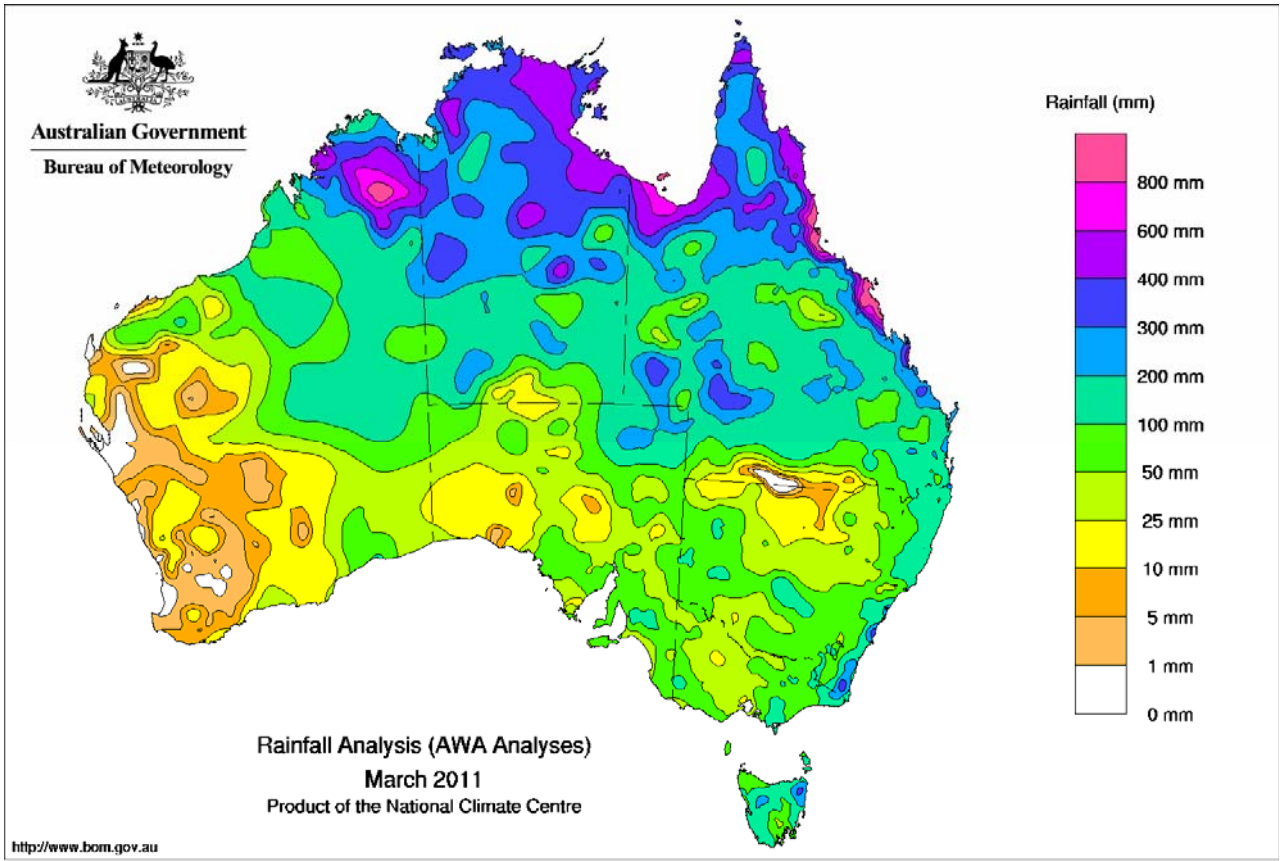 AUSTRALIA
Australian Government
Bureau of Meteorology
Rainfall (mm)
800 mm
600 mm
400 mm
300 mm
200 mm
100 mm
50 mm
25 mm
10 mm
5 mm
1 mm
0 mm
Rainfall Analysis (AWA Analyses)
March 2011
Product of the National Climate Centre
http://www.bom.gov.au